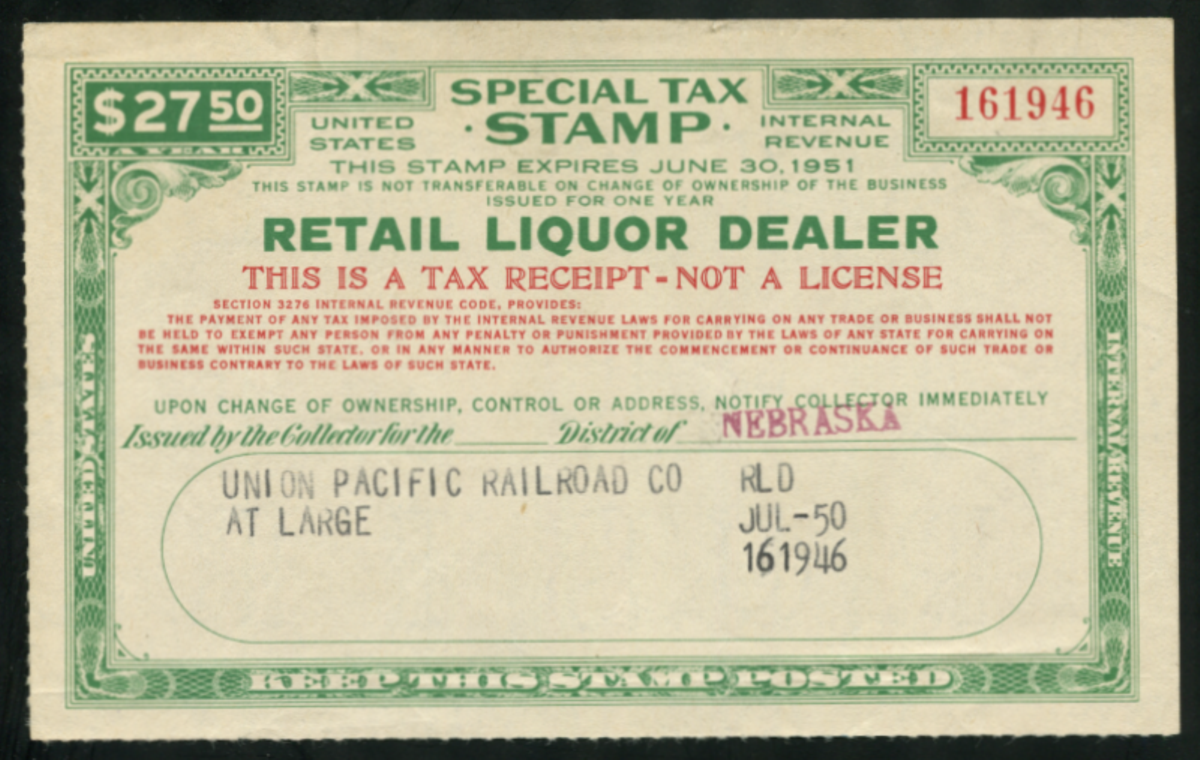 $27.50
A YEAR
UNITED STATES
SPECIAL TAX
· STAMP ·
INTERNAL REVENUE
161946
THIS STAMP EXPIRES JUNE 30, 1951
THIS STAMP IS NOT TRANSFERABLE ON CHANGE OF OWNERSHIP OF THE BUSINESS
ISSUED FOR ONE YEAR
RETAIL LIQUOR DEALER
THIS IS A TAX RECEIPT - NOT A LICENSE
SECTION 3276 INTERNAL REVENUE CODE, PROVIDES:
THE PAYMENT OF ANY TAX IMPOSED BY THE INTERNAL REVENUE LAWS FOR CARRYING ON ANY TRADE OR BUSINESS SHALL NOT
BE HELD TO EXEMPT ANY PERSON FROM ANY PENALTY OR PUNISHMENT PROVIDED BY THE LAWS OF ANY STATE FOR CARRYING ON
THE SAME WITHIN SUCH STATE, OR IN ANY MANNER TO AUTHORIZE THE COMMENCEMENT OR CONTINUANCE OF SUCH TRADE OR
BUSINESS CONTRARY TO THE LAWS OF SUCH STATE.
UPON CHANGE OF OWNERSHIP, CONTROL OR ADDRESS, NOTIFY COLLECTOR IMMEDIATELY
Issued by the Collector for the ______ District of NEBRASKA
UNION PACIFIC RAILROAD CO RLD
AT LARGE JUL-50
161946
UNITED STATES
INTERNAL REVENUE
KEEP THIS STAMP POSTED